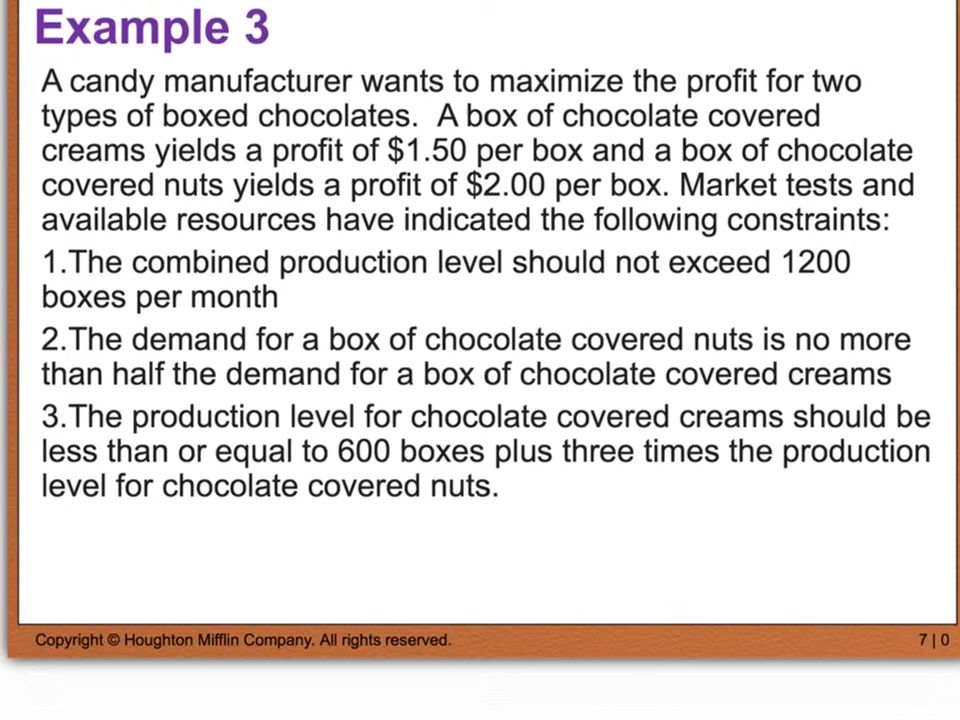 Example 3
A candy manufacturer wants to maximize the profit for two
types of boxed chocolates.  A box of chocolate covered
creams yields a profit of $1.50 per box and a box of chocolate
covered nuts yields a profit of $2.00 per box. Market tests and
available resources have indicated the following constraints:
1.The combined production level should not exceed 1200
boxes per month
2.The demand for a box of chocolate covered nuts is no more
than half the demand for a box of chocolate covered creams
3.The production level for chocolate covered creams should be
less than or equal to 600 boxes plus three times the production
level for chocolate covered nuts.
Copyright © Houghton Mifflin Company. All rights reserved.
7 | 0